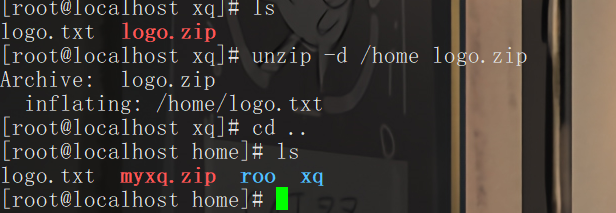 [root@localhost xq]# ls
logo.txt  logo.zip
[root@localhost xq]# unzip -d /home logo.zip
Archive:  logo.zip
  inflating: /home/logo.txt
[root@localhost xq]# cd ..
[root@localhost home]# ls
logo.txt  myxq.zip  roo  xq
[root@localhost home]#